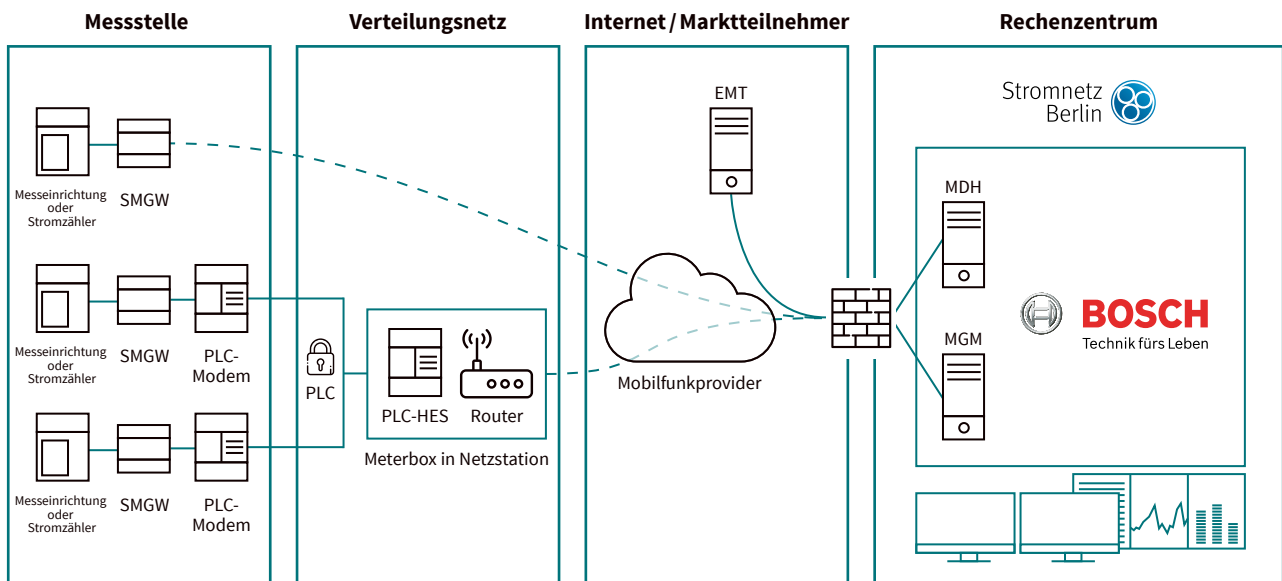 Messstelle
Verteilungsnetz
Internet / Marktteilnehmer
Rechenzentrum
Messeinrichtung
oder
Stromzähler
SMGW
Messeinrichtung
oder
Stromzähler
SMGW
PLC-
Modem
Messeinrichtung
oder
Stromzähler
SMGW
PLC-
Modem
PLC
PLC-HES
Router
Meterbox in Netzstation
EMT
Mobilfunkprovider
Stromnetz
Berlin
MDH
MGM
BOSCH
Technik fürs Leben